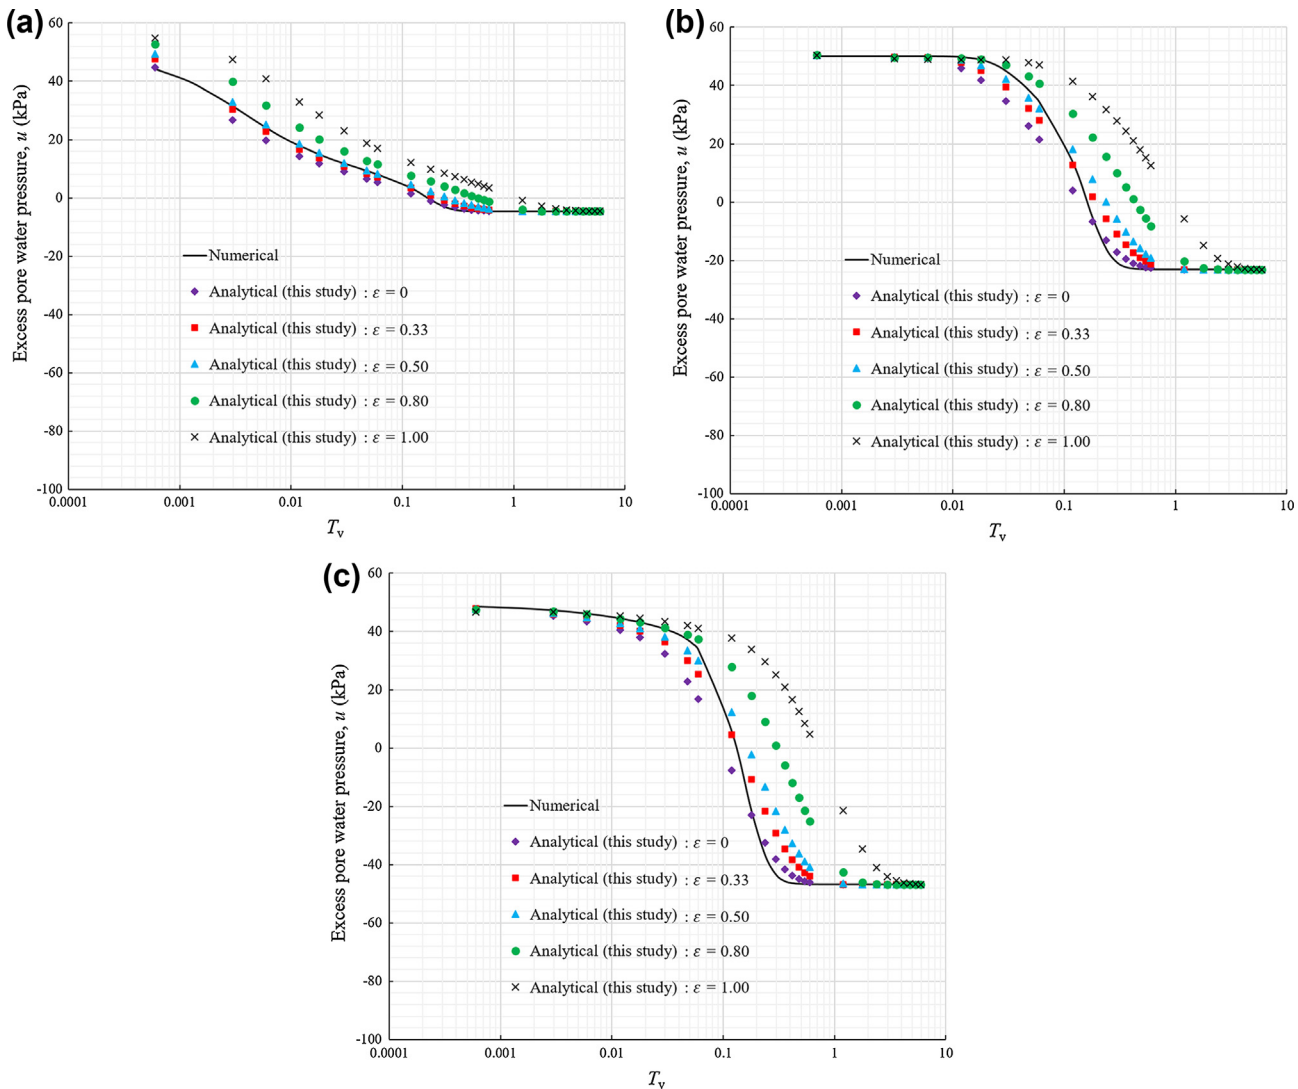 (a)
60
40
20
0
-20
-40
-60
-80
-100
Excess pore water pressure, u (kPa)
Numerical
Analytical (this study) : ε = 0
Analytical (this study) : ε = 0.33
Analytical (this study) : ε = 0.50
Analytical (this study) : ε = 0.80
Analytical (this study) : ε = 1.00
0.0001 0.001 0.01 0.1 1 10
Tv
(b)
60
40
20
0
-20
-40
-60
-80
-100
Excess pore water pressure, u (kPa)
Numerical
Analytical (this study) : ε = 0
Analytical (this study) : ε = 0.33
Analytical (this study) : ε = 0.50
Analytical (this study) : ε = 0.80
Analytical (this study) : ε = 1.00
0.0001 0.001 0.01 0.1 1 10
Tv
(c)
60
40
20
0
-20
-40
-60
-80
-100
Excess pore water pressure, u (kPa)
Numerical
Analytical (this study) : ε = 0
Analytical (this study) : ε = 0.33
Analytical (this study) : ε = 0.50
Analytical (this study) : ε = 0.80
Analytical (this study) : ε = 1.00
0.0001 0.001 0.01 0.1 1 10
Tv